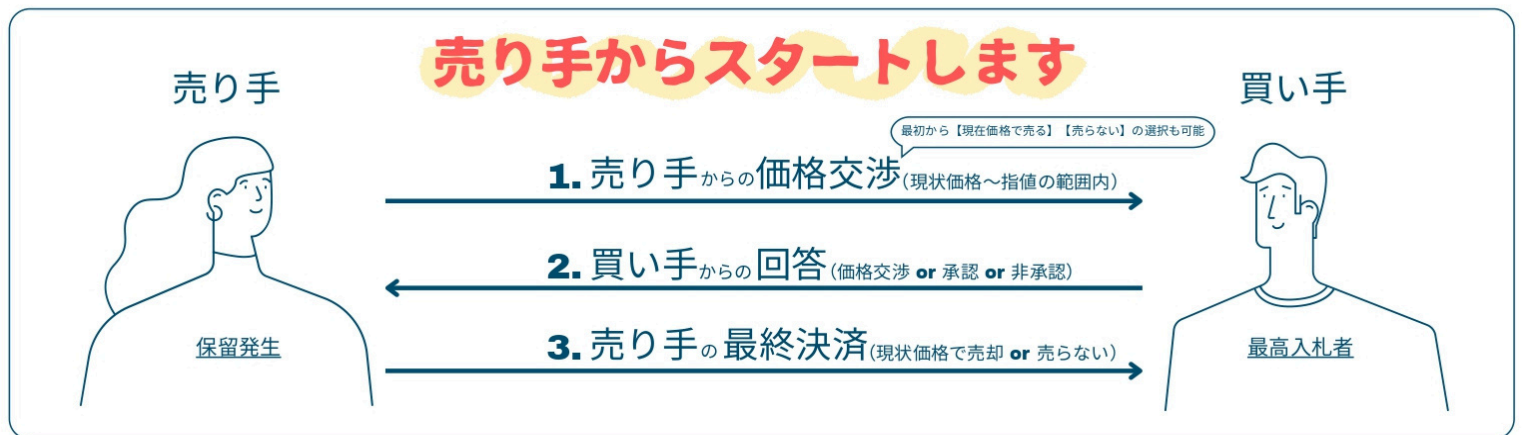 売り手からスタートします
売り手
買い手
最初から【現在価格で売る】【売らない】の選択も可能
1. 売り手からの価格交渉(現状価格～指値の範囲内)
2. 買い手からの回答(価格交渉 or 承認 or 非承認)
3. 売り手の最終決済(現状価格で売却 or 売らない)
保留発生
最高入札者